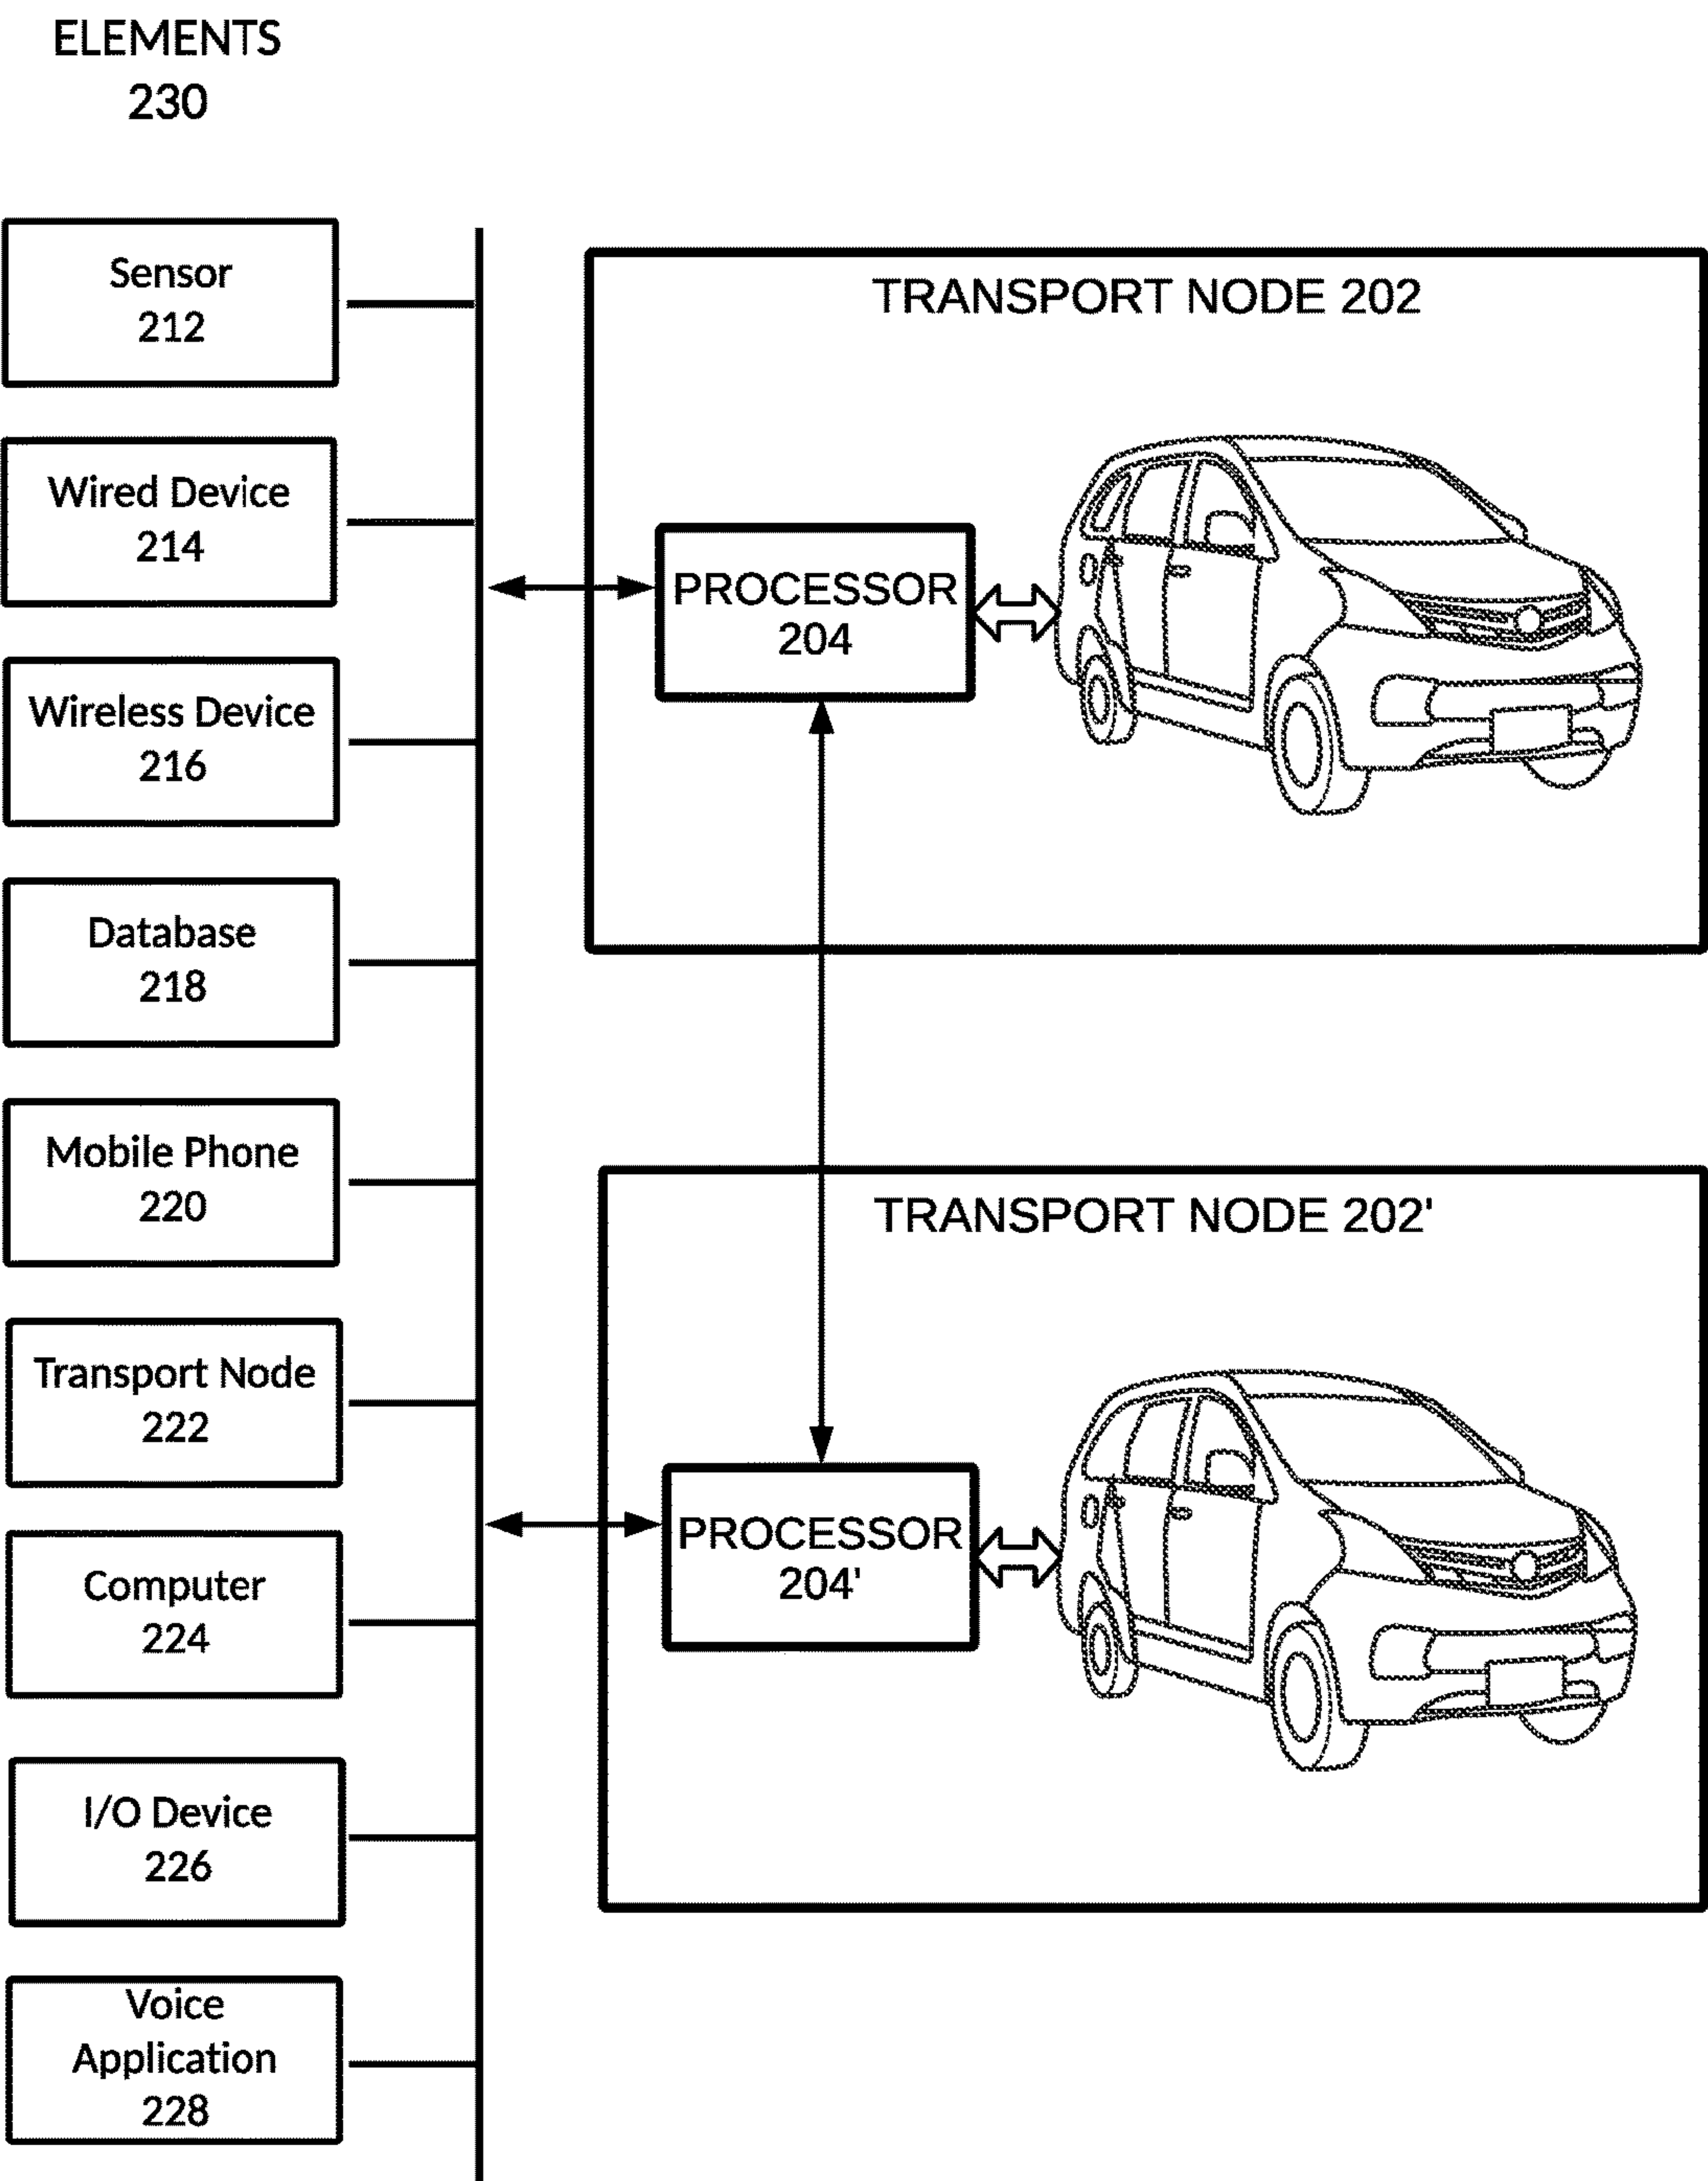 ELEMENTS
230
Sensor
212
Wired Device
214
Wireless Device
216
Database
218
Mobile Phone
220
Transport Node
222
Computer
224
I/O Device
226
Voice
Application
228
TRANSPORT NODE 202
PROCESSOR
204
TRANSPORT NODE 202'
PROCESSOR
204'